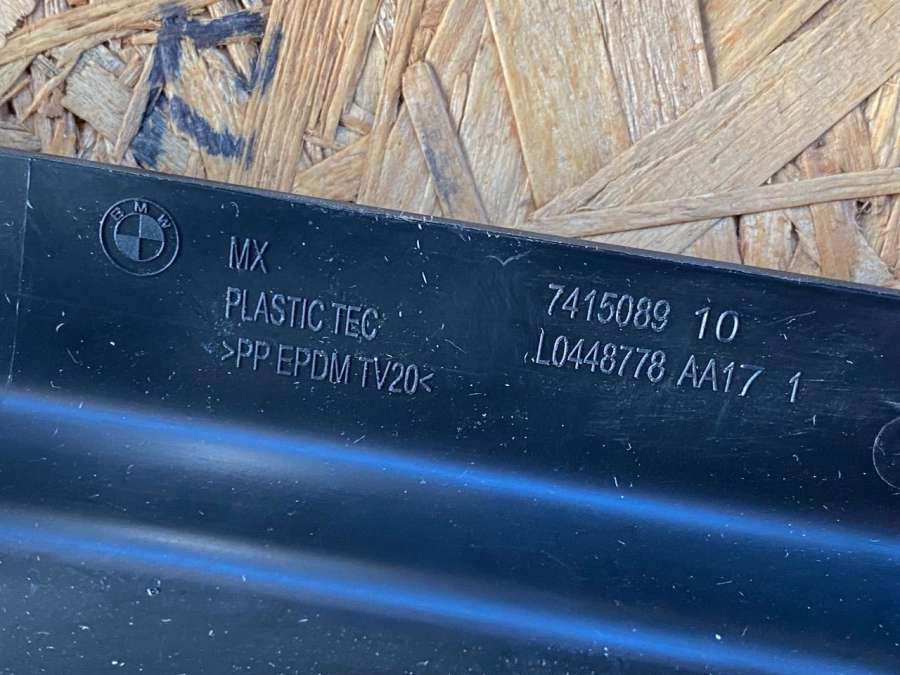 BMW
MX
PLASTIC TEC
>PP EPDM TV20<
7415089 10
L0448778 AA17 1